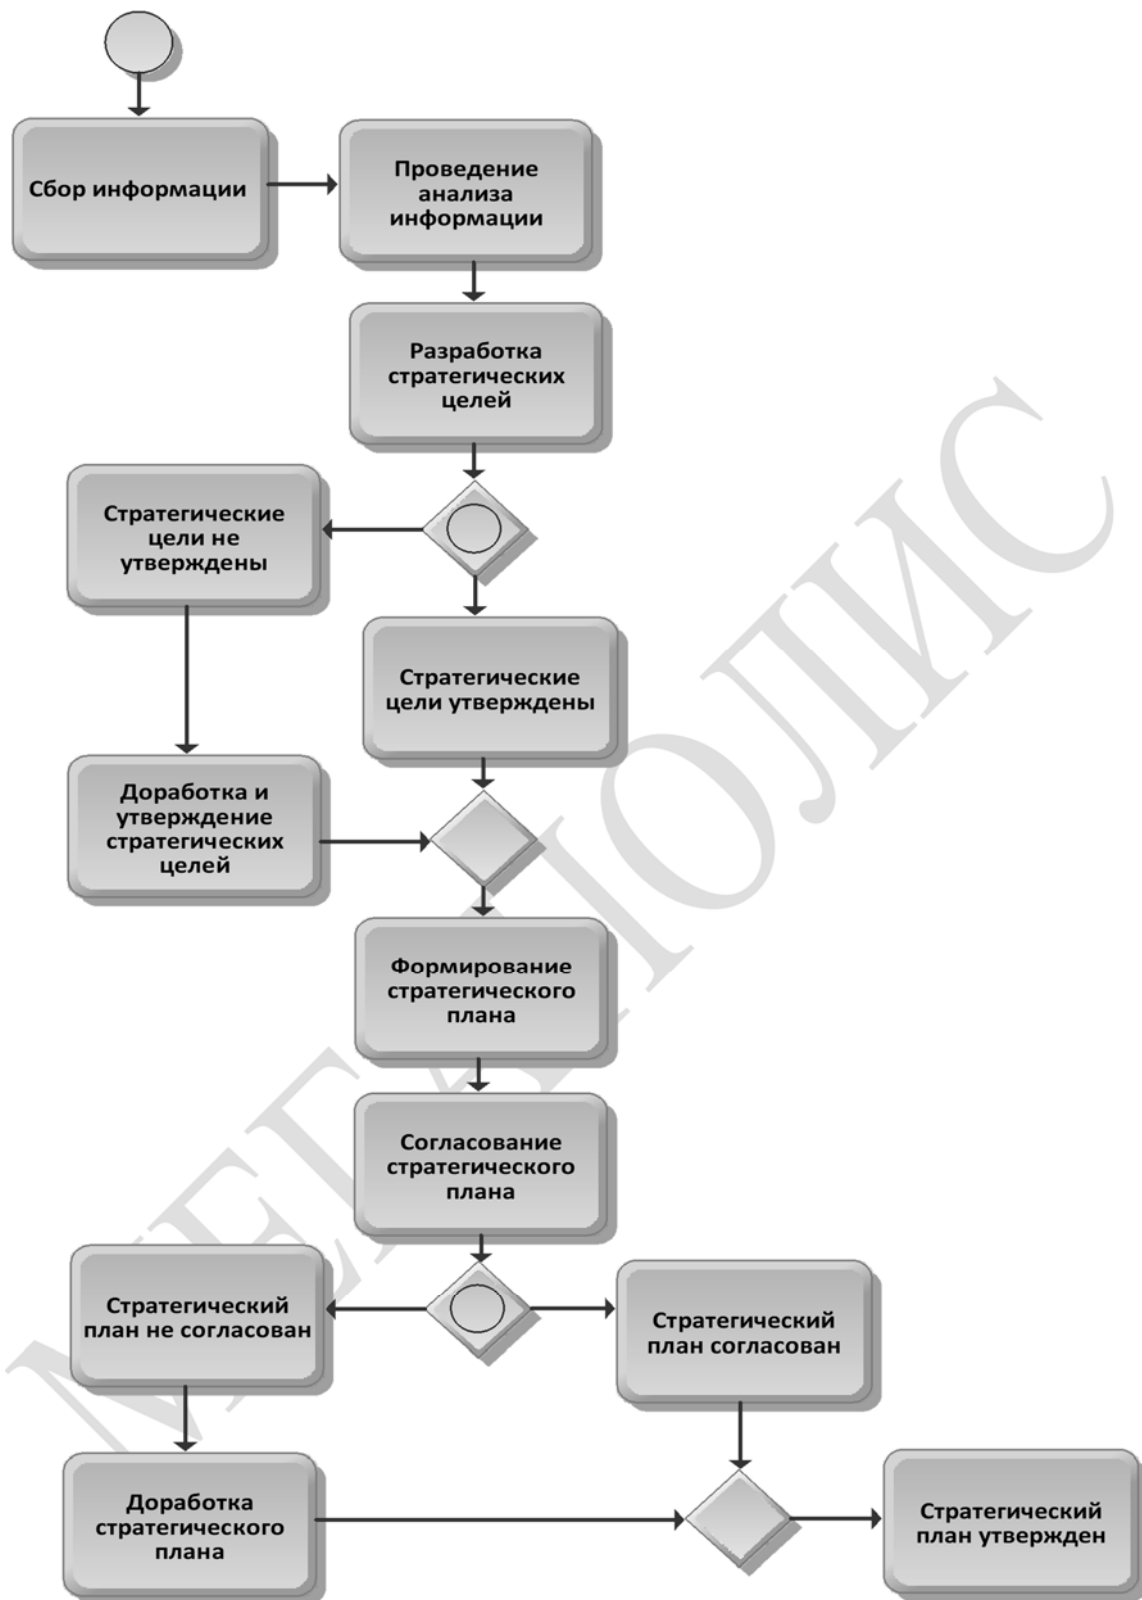 Сбор информации
Проведение
анализа
информации
Разработка
стратегических
целей
Стратегические
цели не
утверждены
Стратегические
цели утверждены
Доработка и
утверждение
стратегических
целей
Формирование
стратегического
плана
Согласование
стратегического
плана
Стратегический
план не согласован
Стратегический
план согласован
Доработка
стратегического
плана
Стратегический
план утвержден
МЕГАПОЛИС